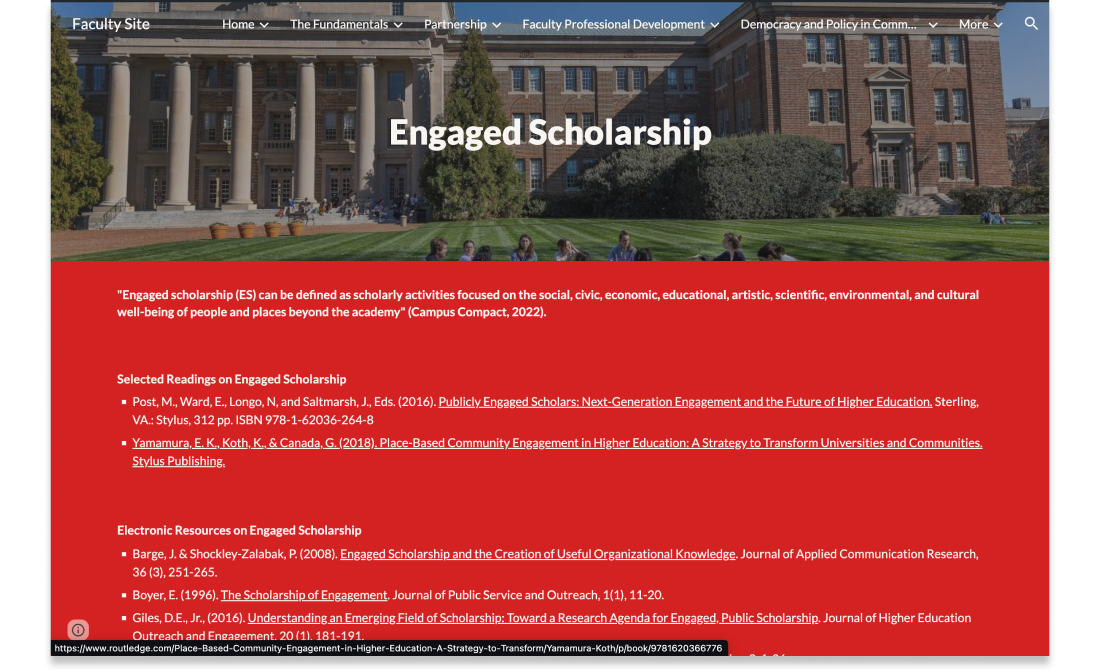 Faculty Site
Home
The Fundamentals
Partnership
Faculty Professional Development
Democracy and Policy in Comm...
More
Engaged Scholarship
"Engaged scholarship (ES) can be defined as scholarly activities focused on the social, civic, economic, educational, artistic, scientific, environmental, and cultural
well-being of people and places beyond the academy" (Campus Compact, 2022).
Selected Readings on Engaged Scholarship
Post, M., Ward, E., Longo, N, and Saltmarsh, J., Eds. (2016). Publicly Engaged Scholars: Next-Generation Engagement and the Future of Higher Education. Sterling,
VA.: Stylus, 312 pp. ISBN 978-1-62036-264-8
Yamamura, E. K., Koth, K., & Canada, G. (2018). Place-Based Community Engagement in Higher Education: A Strategy to Transform Universities and Communities.
Stylus Publishing.
Electronic Resources on Engaged Scholarship
Barge, J. & Shockley-Zalabak, P. (2008). Engaged Scholarship and the Creation of Useful Organizational Knowledge. Journal of Applied Communication Research,
36 (3), 251-265.
Boyer, E. (1996). The Scholarship of Engagement. Journal of Public Service and Outreach, 1(1), 11-20.
Giles, D.E., Jr., (2016). Understanding an Emerging Field of Scholarship: Toward a Research Agenda for Engaged, Public Scholarship. Journal of Higher Education
Outreach and Engagement, 20 (1), 181-191.
https://www.routledge.com/Place-Based-Community-Engagement-in-Higher-Education-A-Strategy-to-Transform/Yamamura-Koth/p/book/9781620366776